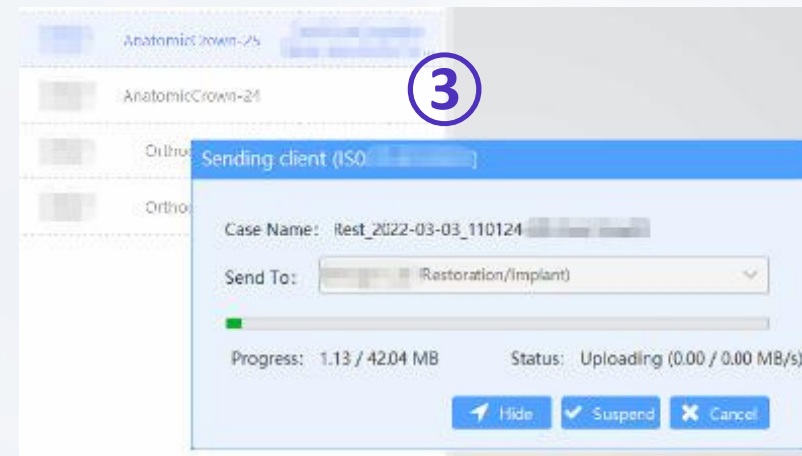 AnatomicCrown-25
③
AnatomicCrown-24
Sending client (ISO
Case Name: Rest_2022-03-03_110124
Send To: Restoration/Implant)
Progress: 1.13 / 42.04 MB Status: Uploading (0.00 / 0.00 MB/s)
Hide Suspend Cancel